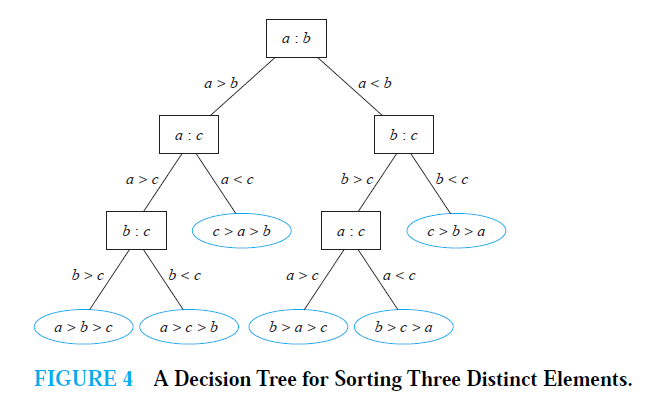 a : b
a > b
a < b
a : c
b : c
a > c
a < c
b > c
b < c
b : c
c > a > b
a : c
c > b > a
b > c
b < c
a > c
a < c
a > b > c
a > c > b
b > a > c
b > c > a
FIGURE 4 A Decision Tree for Sorting Three Distinct Elements.